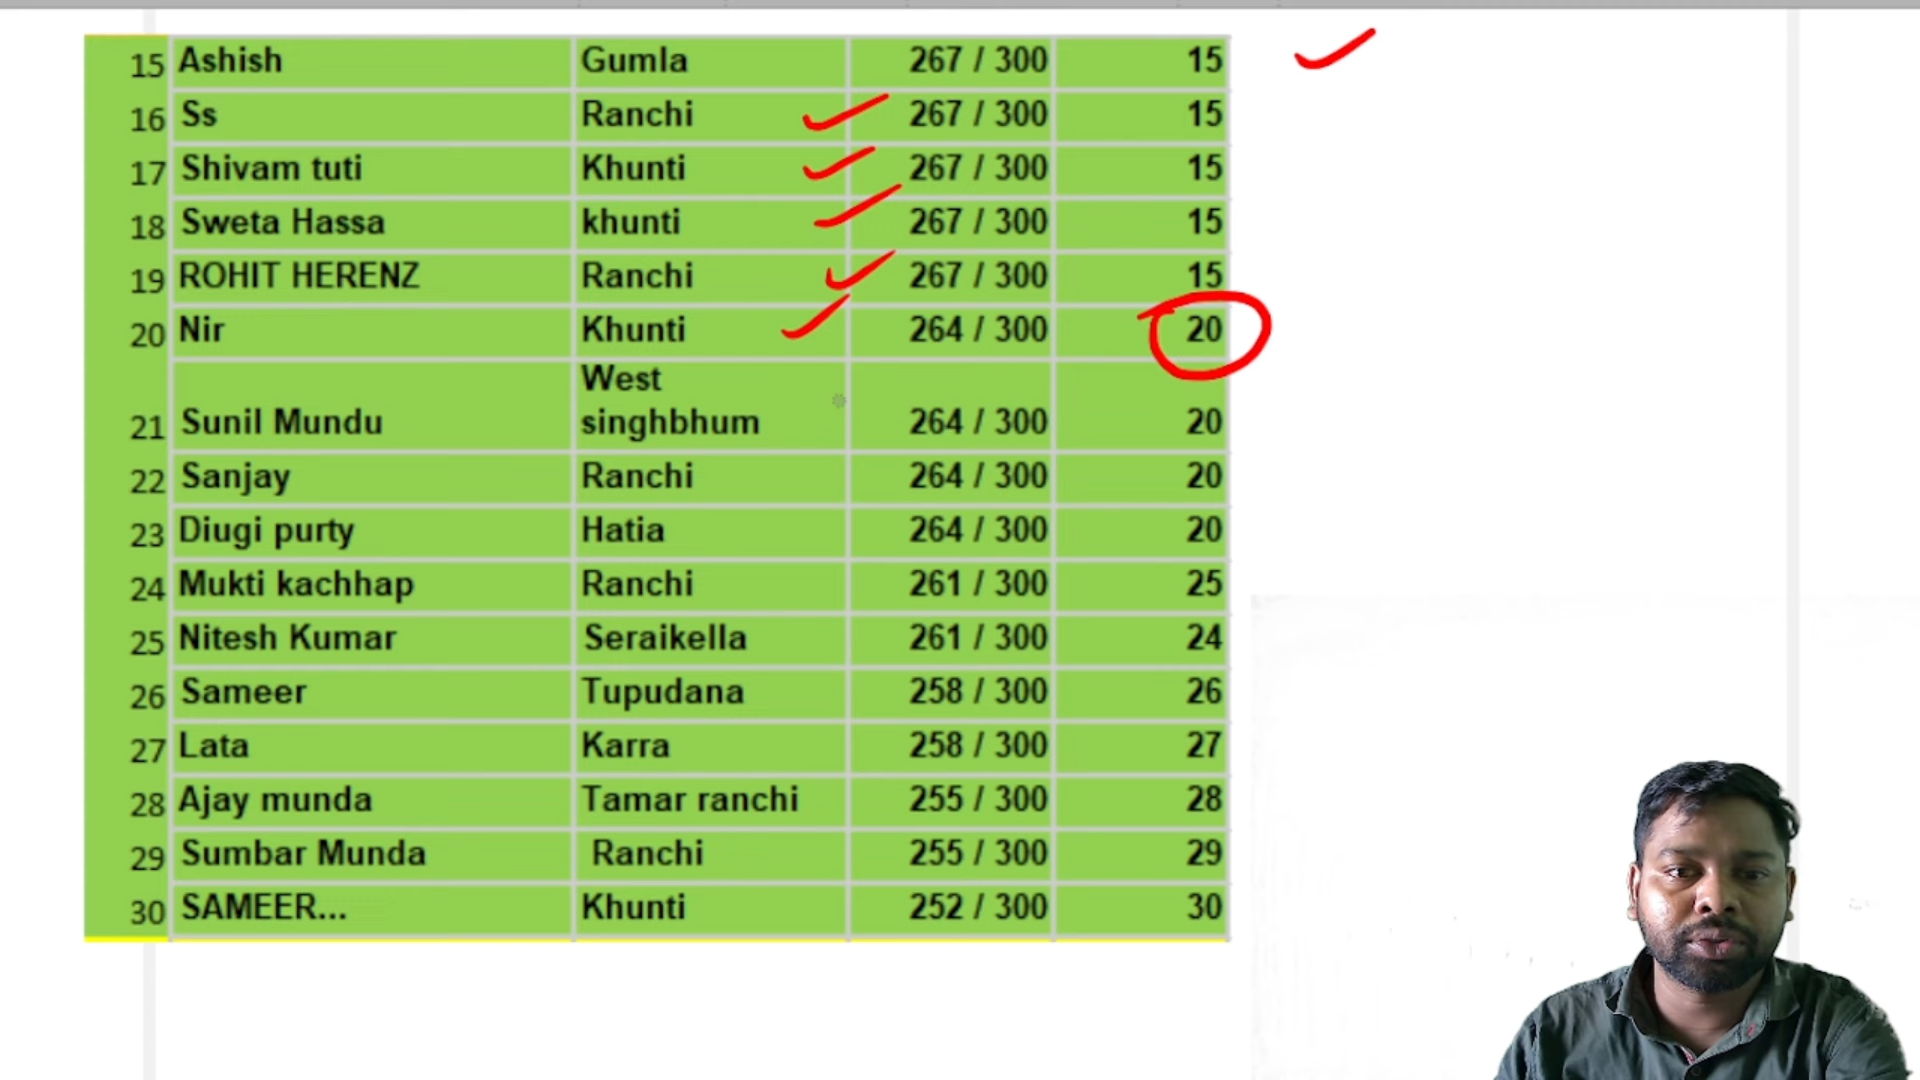 15 Ashish Gumla 267 / 300 15
16 Ss Ranchi 267 / 300 15
17 Shivam tuti Khunti 267 / 300 15
18 Sweta Hassa khunti 267 / 300 15
19 ROHIT HERENZ Ranchi 267 / 300 15
20 Nir Khunti 264 / 300 20
West
21 Sunil Mundu singhbhum 264 / 300 20
22 Sanjay Ranchi 264 / 300 20
23 Diugi purty Hatia 264 / 300 20
24 Mukti kachhap Ranchi 261 / 300 25
25 Nitesh Kumar Seraikella 261 / 300 24
26 Sameer Tupudana 258 / 300 26
27 Lata Karra 258 / 300 27
28 Ajay munda Tamar ranchi 255 / 300 28
29 Sumbar Munda Ranchi 255 / 300 29
30 SAMEER... Khunti 252 / 300 30